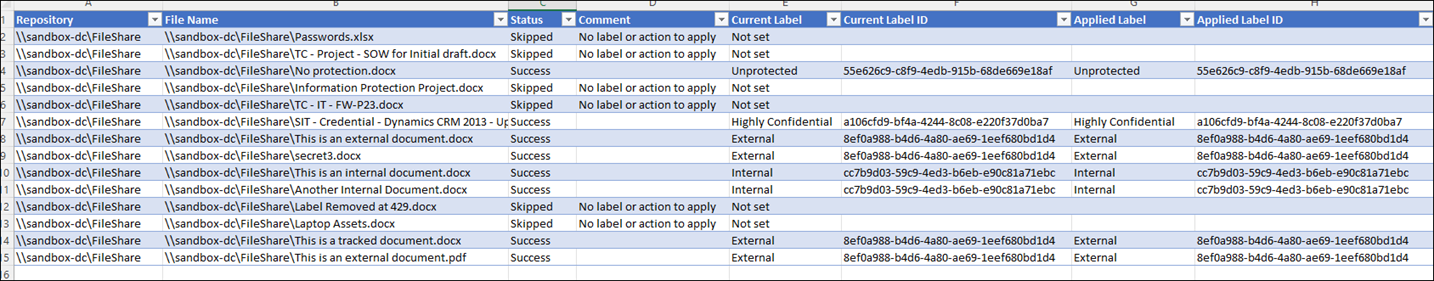 A B C D E F G H
1 Repository File Name Status Comment Current Label Current Label ID Applied Label Applied Label ID
2 \\sandbox-dc\FileShare \\sandbox-dc\FileShare\Passwords.xlsx Skipped No label or action to apply Not set
3 \\sandbox-dc\FileShare \\sandbox-dc\FileShare\TC - Project - SOW for Initial draft.docx Skipped No label or action to apply Not set
4 \\sandbox-dc\FileShare \\sandbox-dc\FileShare\No protection.docx Success Unprotected 55e626c9-c8f9-4edb-915b-68de669e18af Unprotected 55e626c9-c8f9-4edb-915b-68de669e18af
5 \\sandbox-dc\FileShare \\sandbox-dc\FileShare\Information Protection Project.docx Skipped No label or action to apply Not set
6 \\sandbox-dc\FileShare \\sandbox-dc\FileShare\TC - IT - FW-P23.docx Skipped No label or action to apply Not set
7 \\sandbox-dc\FileShare \\sandbox-dc\FileShare\SIT - Credential - Dynamics CRM 2013 - Up Success Highly Confidential a106cfd9-bf4a-4244-8c08-e220f37d0ba7 Highly Confidential a106cfd9-bf4a-4244-8c08-e220f37d0ba7
8 \\sandbox-dc\FileShare \\sandbox-dc\FileShare\This is an external document.docx Success External 8ef0a988-b4d6-4a80-ae69-1eef680bd1d4 External 8ef0a988-b4d6-4a80-ae69-1eef680bd1d4
9 \\sandbox-dc\FileShare \\sandbox-dc\FileShare\secret3.docx Success External 8ef0a988-b4d6-4a80-ae69-1eef680bd1d4 External 8ef0a988-b4d6-4a80-ae69-1eef680bd1d4
10 \\sandbox-dc\FileShare \\sandbox-dc\FileShare\This is an internal document.docx Success Internal cc7b9d03-59c9-4ed3-b6eb-e90c81a71ebc Internal cc7b9d03-59c9-4ed3-b6eb-e90c81a71ebc
11 \\sandbox-dc\FileShare \\sandbox-dc\FileShare\Another Internal Document.docx Success Internal cc7b9d03-59c9-4ed3-b6eb-e90c81a71ebc Internal cc7b9d03-59c9-4ed3-b6eb-e90c81a71ebc
12 \\sandbox-dc\FileShare \\sandbox-dc\FileShare\Label Removed at 429.docx Skipped No label or action to apply Not set
13 \\sandbox-dc\FileShare \\sandbox-dc\FileShare\Laptop Assets.docx Skipped No label or action to apply Not set
14 \\sandbox-dc\FileShare \\sandbox-dc\FileShare\This is a tracked document.docx Success External 8ef0a988-b4d6-4a80-ae69-1eef680bd1d4 External 8ef0a988-b4d6-4a80-ae69-1eef680bd1d4
15 \\sandbox-dc\FileShare \\sandbox-dc\FileShare\This is an external document.pdf Success External 8ef0a988-b4d6-4a80-ae69-1eef680bd1d4 External 8ef0a988-b4d6-4a80-ae69-1eef680bd1d4
16